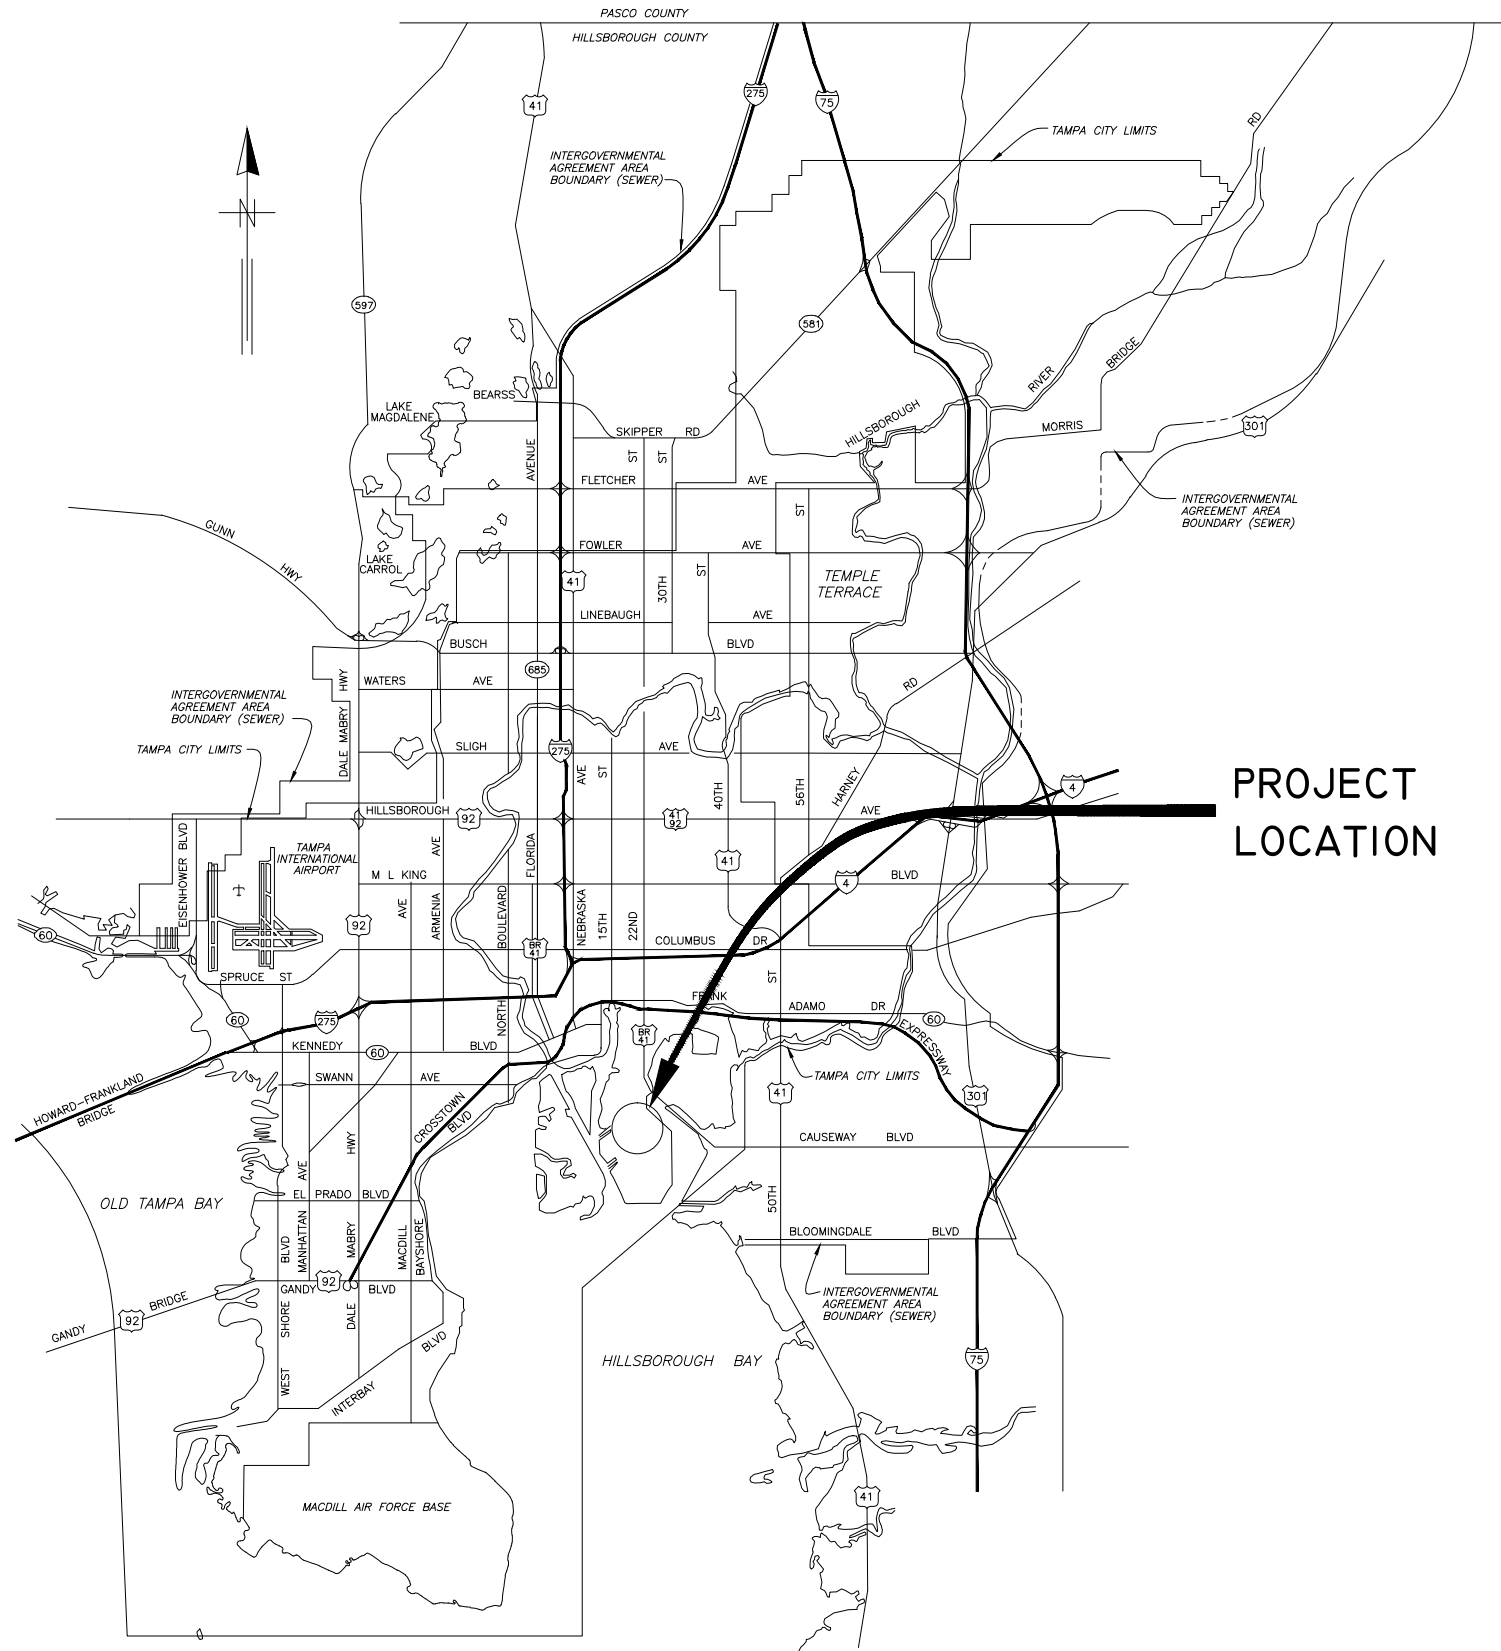 PASCO COUNTY
HILLSBOROUGH COUNTY
41
275
75
TAMPA CITY LIMITS
RD
INTERGOVERNMENTAL
AGREEMENT AREA
BOUNDARY (SEWER)
N
597
581
BRIDGE
RIVER
BEARSS
LAKE
MAGDALENE
HILLSBOROUGH
MORRIS
301
SKIPPER RD
AVENUE
ST
ST
FLETCHER AVE
INTERGOVERNMENTAL
AGREEMENT AREA
BOUNDARY (SEWER)
ST
GUNN
HWY
FOWLER AVE
LAKE
CARROL
41
30TH
ST
TEMPLE
TERRACE
LINEBAUGH AVE
BUSCH BLVD
685
WATERS AVE
HWY
RD
INTERGOVERNMENTAL
AGREEMENT AREA
BOUNDARY (SEWER)
TAMPA CITY LIMITS
DALE MABRY
SLIGH AVE
275
AVE
ST
40TH
56TH
HARNEY
4
PROJECT
LOCATION
HILLSBOROUGH
92
41
92
AVE
EISENHOWER BLVD
TAMPA
INTERNATIONAL
AIRPORT
AVE
FLORIDA
41
M L KING
4
BLVD
AVE
ARMENIA
BOULEVARD
NEBRASKA
15TH
22ND
60
92
BR
41
COLUMBUS DR
SPRUCE ST
ST
NORTH
FRANK
ADAMO DR
60
60
275
BR
41
EXPRESSWAY
KENNEDY
60
BLVD
SWANN AVE
TAMPA CITY LIMITS
HOWARD-FRANKLAND
BRIDGE
41
301
CROSSTOWN
BLVD
HWY
CAUSEWAY BLVD
AVE
OLD TAMPA BAY
EL PRADO BLVD
50TH
BLVD
MANHATTAN
MABRY
MACDILL
BAYSHORE
BLOOMINGDALE BLVD
92
GANDY BLVD
INTERGOVERNMENTAL
AGREEMENT AREA
BOUNDARY (SEWER)
GANDY
92
BRIDGE
SHORE
DALE
BLVD
HILLSBOROUGH BAY
75
WEST
INTERBAY
MACDILL AIR FORCE BASE
41